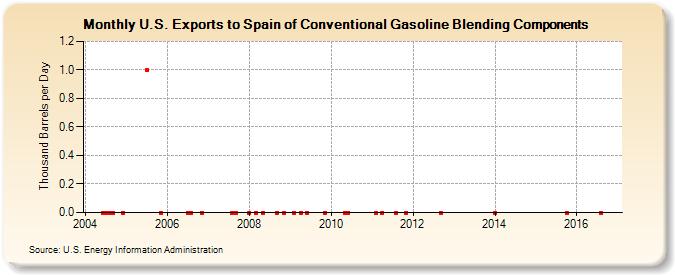 Monthly U.S. Exports to Spain of Conventional Gasoline Blending Components
Thousand Barrels per Day
1.2
1.0
0.8
0.6
0.4
0.2
0.0
2004 2006 2008 2010 2012 2014 2016
Source: U.S. Energy Information Administration